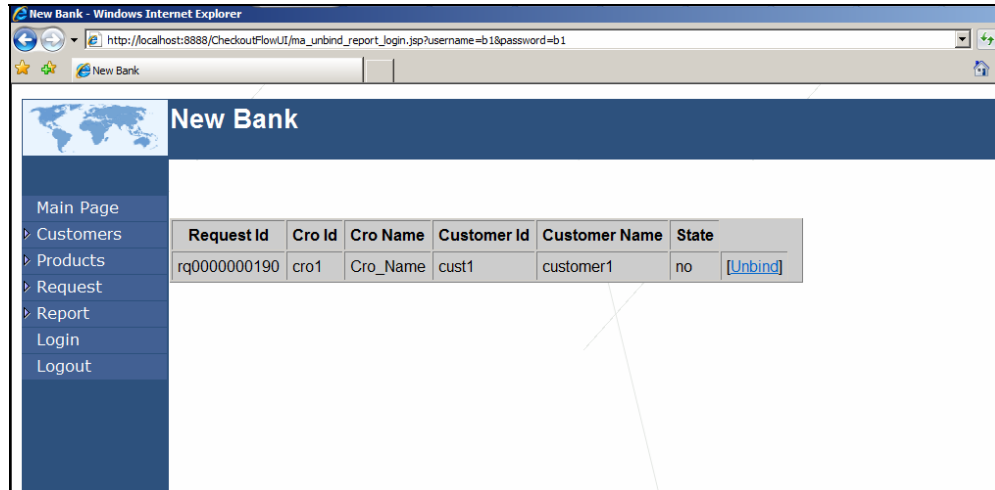 New Bank - Windows Internet Explorer
http://localhost:8888/CheckoutFlowUI/ma_unbind_report_login.jsp?username=b1&password=b1
New Bank
New Bank
Main Page
Customers
Products
Request
Report
Login
Logout
Request Id Cro Id Cro Name Customer Id Customer Name State
rq0000000190 cro1 Cro_Name cust1 customer1 no [Unbind]